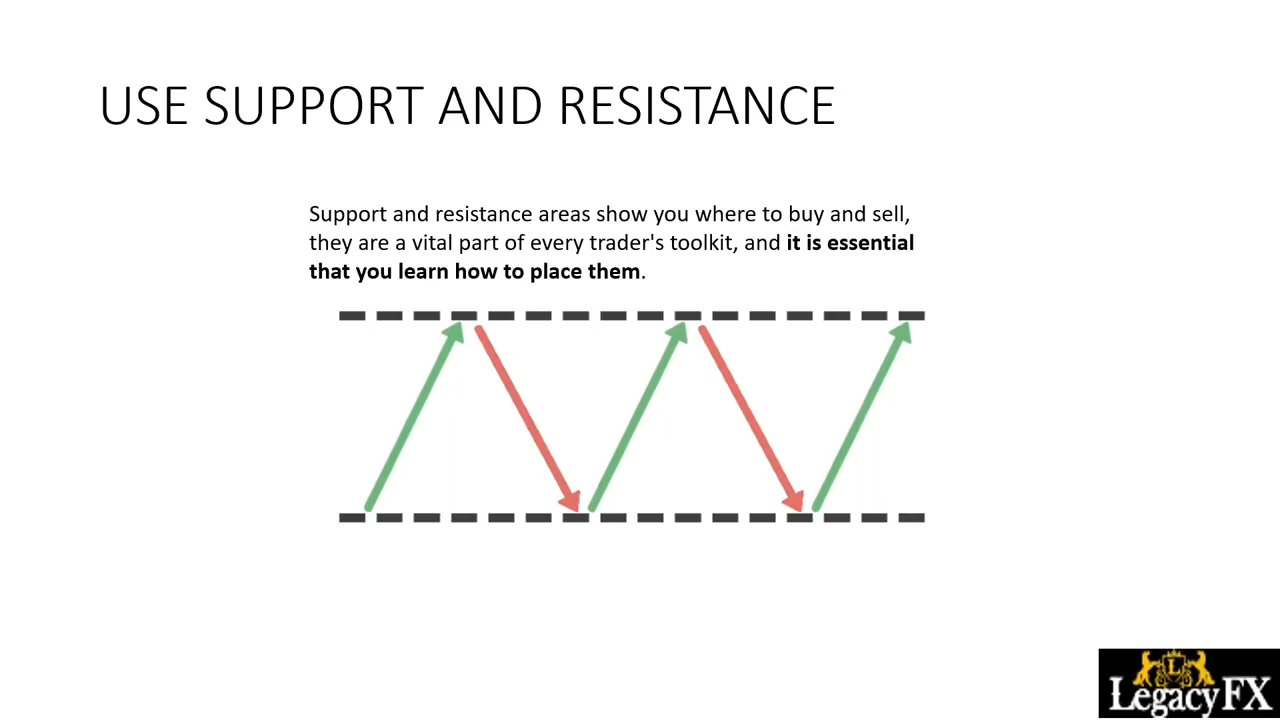 USE SUPPORT AND RESISTANCE
Support and resistance areas show you where to buy and sell,
they are a vital part of every trader's toolkit, and it is essential
that you learn how to place them.
L
LegacyFX